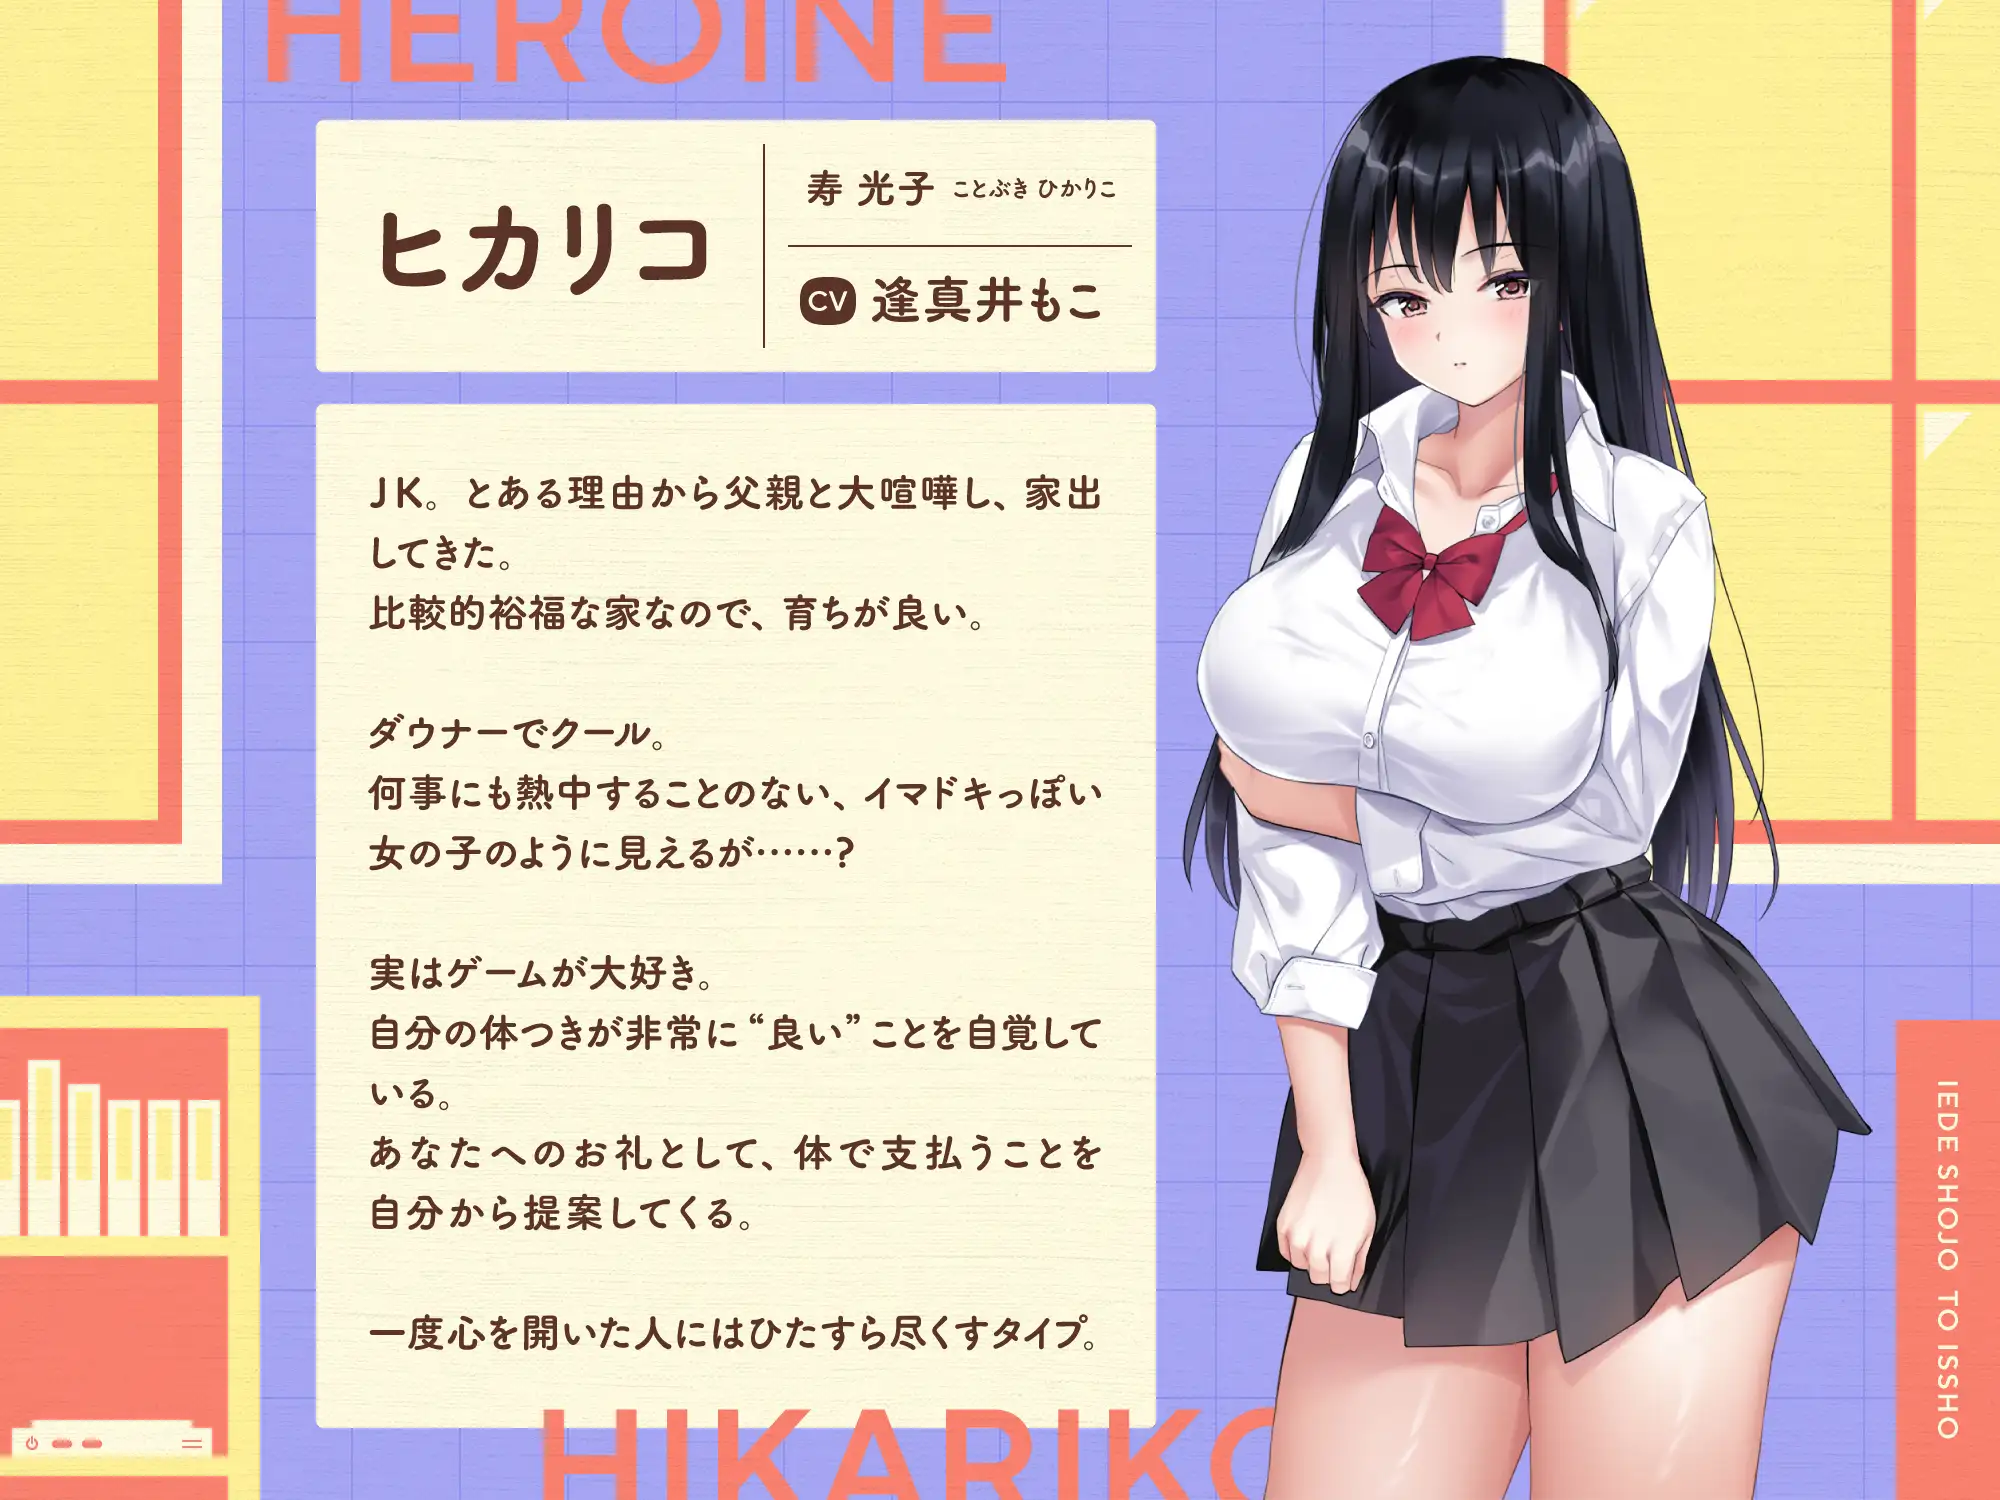 HEROINE
ヒカリコ
寿 光子 ことぶき ひかりこ
CV 逢真井もこ
JK。とある理由から父親と大喧嘩し、家出
してきた。
比較的裕福な家なので、育ちが良い。
ダウナーでクール。
何事にも熱中することのない、イマドキっぽい
女の子のように見えるが……?
実はゲームが大好き。
自分の体つきが非常に“良い”ことを自覚して
いる。
あなたへのお礼として、体で支払うことを
自分から提案してくる。
一度心を開いた人にはひたすら尽くすタイプ。
HIKARIKO
IEDE SHOJO TO ISSHO